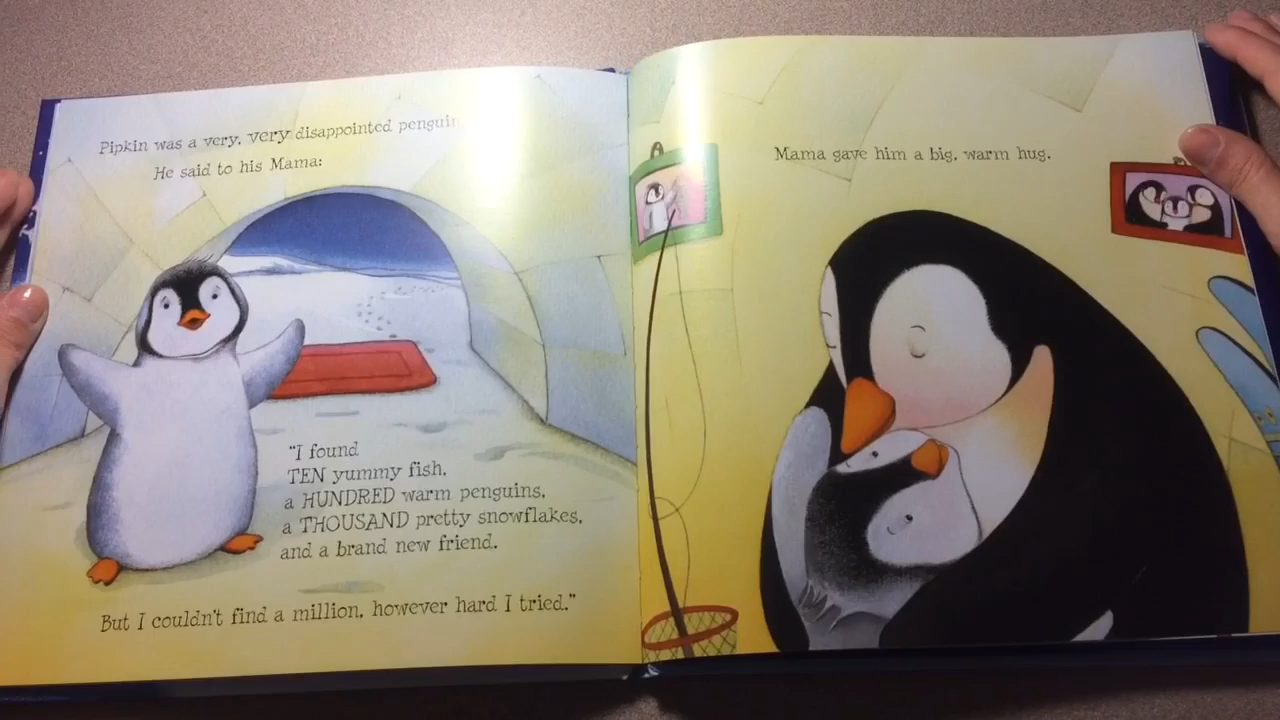 Pipkin was a very, very disappointed penguin
He said to his Mama:
"I found
TEN yummy fish,
a HUNDRED warm penguins,
a THOUSAND pretty snowflakes,
and a brand new friend.
But I couldn't find a million, however hard I tried."
Mama gave him a big, warm hug.